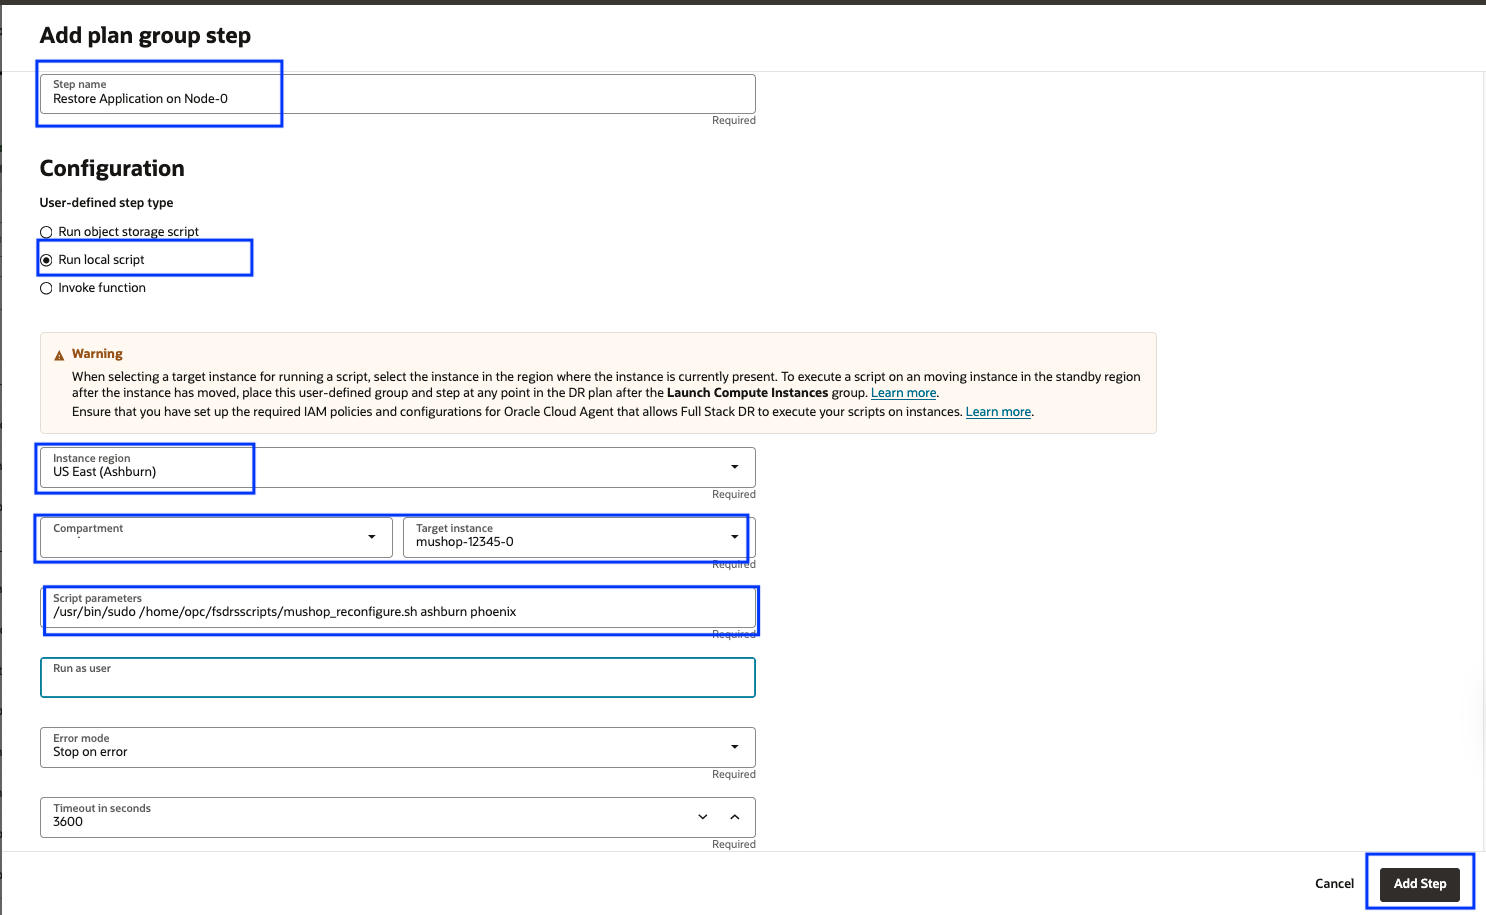 Add plan group step
Step name
Restore Application on Node-0
Required
Configuration
User-defined step type
Run object storage script
Run local script
Invoke function
Warning
When selecting a target instance for running a script, select the instance in the region where the instance is currently present. To execute a script on an moving instance in the standby region
after the instance has moved, place this user-defined group and step at any point in the DR plan after the Launch Compute Instances group. Learn more.
Ensure that you have set up the required IAM policies and configurations for Oracle Cloud Agent that allows Full Stack DR to execute your scripts on instances. Learn more.
Instance region
US East (Ashburn)
Required
Compartment
Target instance
mushop-12345-0
Required
Script parameters
/usr/bin/sudo /home/opc/fsdrsscripts/mushop_reconfigure.sh ashburn phoenix
Required
Run as user
Error mode
Stop on error
Required
Timeout in seconds
3600
Required
Cancel
Add Step